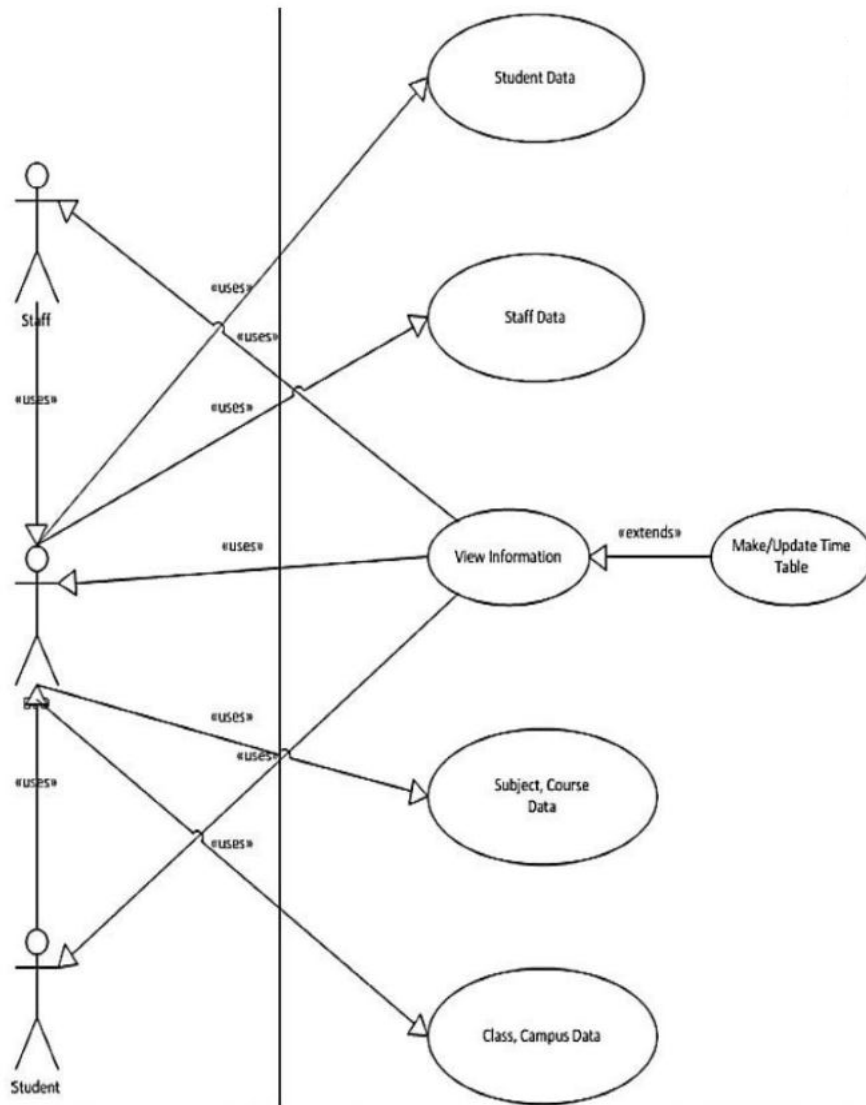 Student Data
«uses»
Staff
Staff Data
«uses»
«uses»
«uses»
«uses»
View Information
«extends»
Make/Update Time
Table
«uses»
«uses»
«uses»
Subject, Course
Data
«uses»
Class, Campus Data
Student